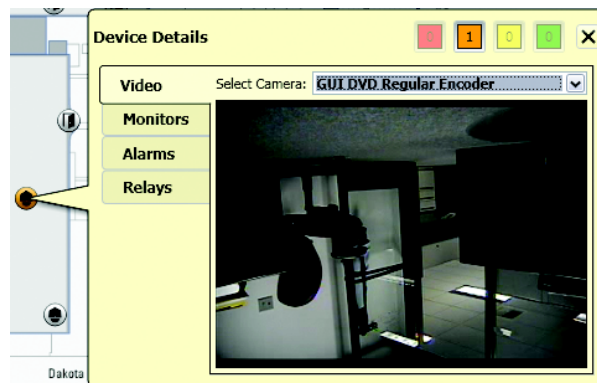 Device Details
0 1 0 0
Video
Select Camera: GUI DVD Regular Encoder
Monitors
Alarms
Relays
Dakota